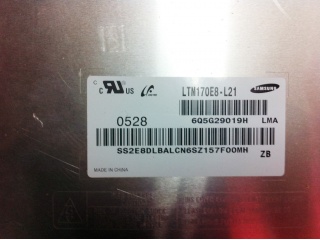 C US LTM170E8-L21 SAMSUNG
0528 6Q5G29019H LMA
SS2E8DLBALCN6SZ157F00MH
MADE IN CHINA ZB